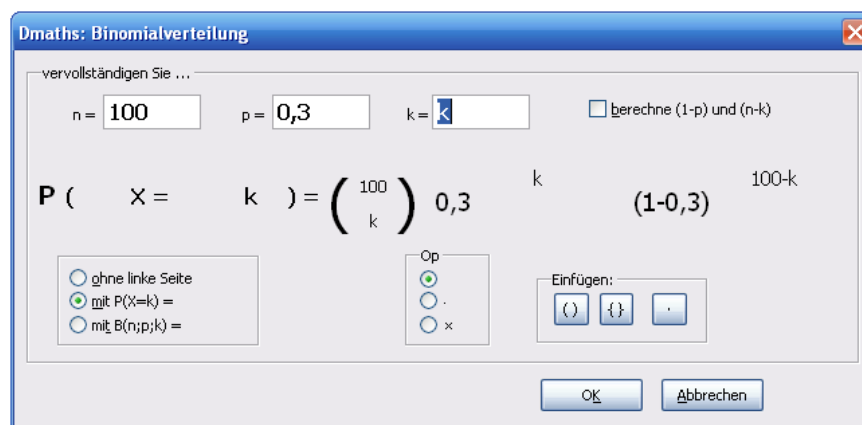 Dmaths: Binomialverteilung
vervollständigen Sie ...
n = 100 p = 0,3 k = k berechne (1-p) und (n-k)
k 100-k
P ( X = k ) = ( 100 k ) 0,3 (1-0,3)
ohne linke Seite
mit P(X=k) =
mit B(n;p;k) =
Op
.
x
Einfügen:
( ) { } ·
OK Abbrechen